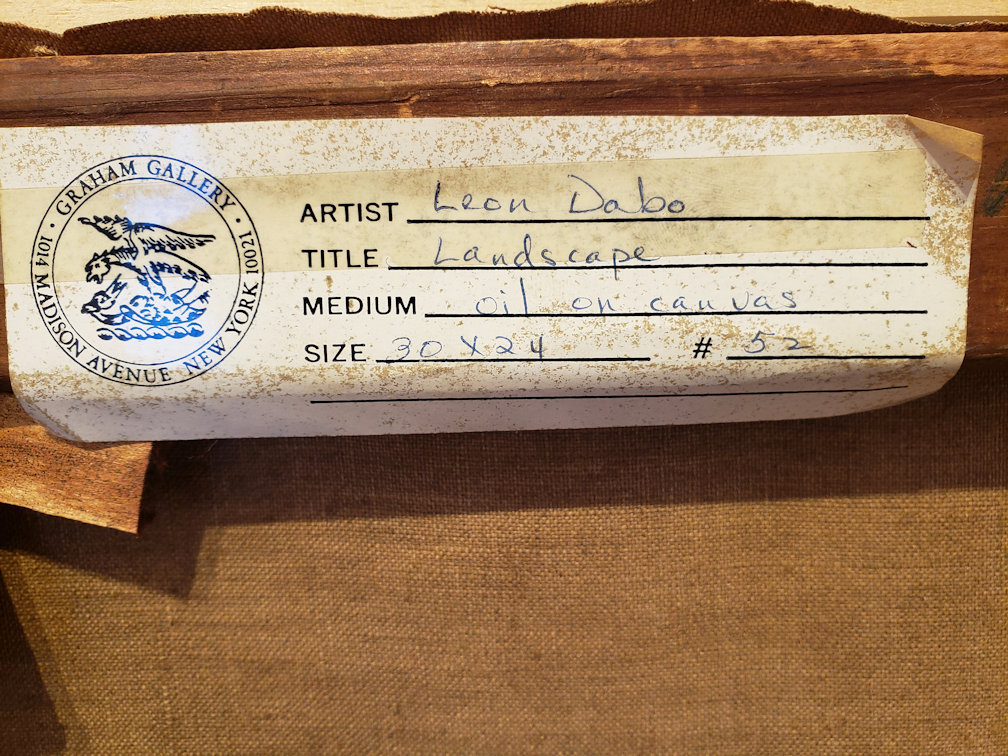 · GRAHAM GALLERY ·
1014 MADISON AVENUE NEW YORK 10021
ARTIST Leon Dabo
TITLE Landscape
MEDIUM oil on canvas
SIZE 30 X 24 # 52